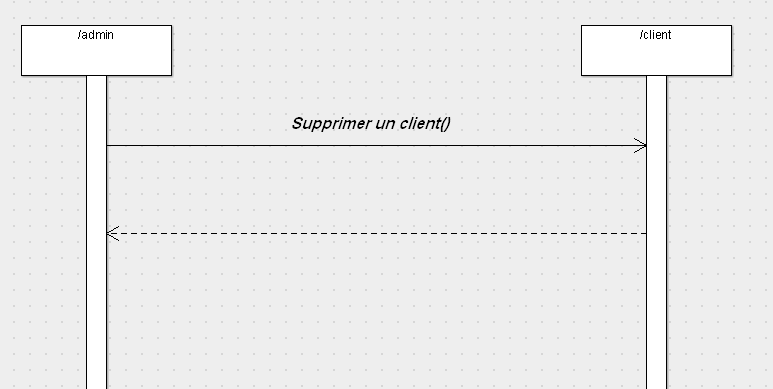 /admin
/client
Supprimer un client()